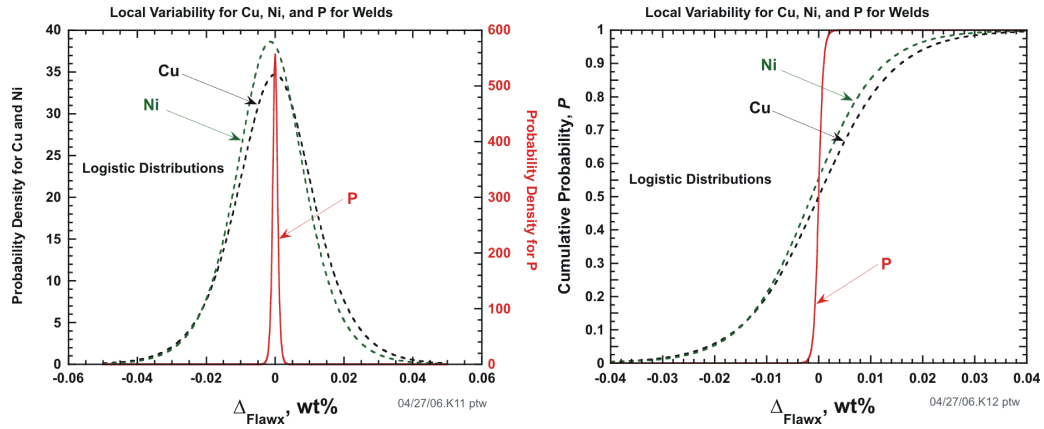 Local Variability for Cu, Ni, and P for Welds
40
35
30
25
20
15
10
5
0
Probability Density for Cu and Ni
600
500
400
300
200
100
0
Probability Density for P
Cu
Ni
Logistic Distributions
P
-0.06
-0.04
-0.02
0
0.02
0.04
0.06
Δ_Flawx, wt%
04/27/06.K11 ptw
Local Variability for Cu, Ni, and P for Welds
1
0.9
0.8
0.7
0.6
0.5
0.4
0.3
0.2
0.1
0
Cumulative Probability, P
Ni
Cu
Logistic Distributions
P
-0.04
-0.03
-0.02
-0.01
0
0.01
0.02
0.03
0.04
Δ_Flawx, wt%
04/27/06.K12 ptw